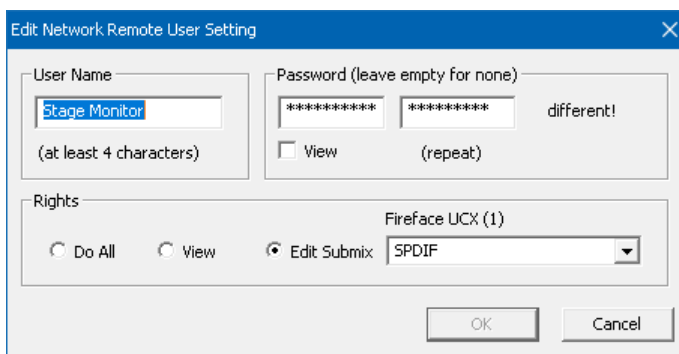 Edit Network Remote User Setting
User Name
Stage Monitor
(at least 4 characters)
Password (leave empty for none)
********** ********* different!
View (repeat)
Rights
Fireface UCX (1)
Do All View Edit Submix SPDIF
OK Cancel